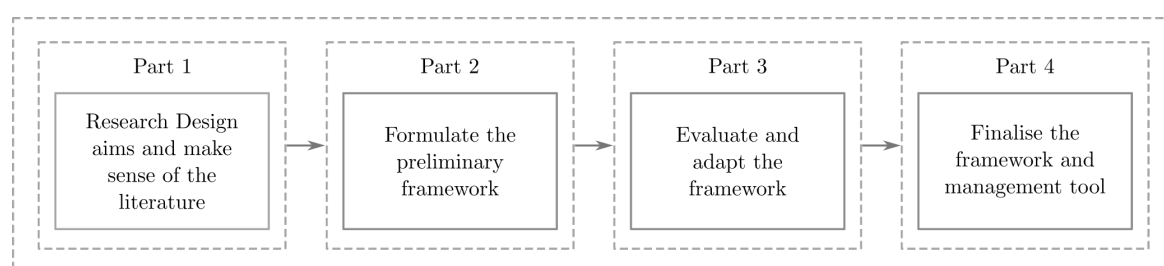 Part 1
Research Design
aims and make
sense of the
literature
Part 2
Formulate the
preliminary
framework
Part 3
Evaluate and
adapt the
framework
Part 4
Finalise the
framework and
management tool